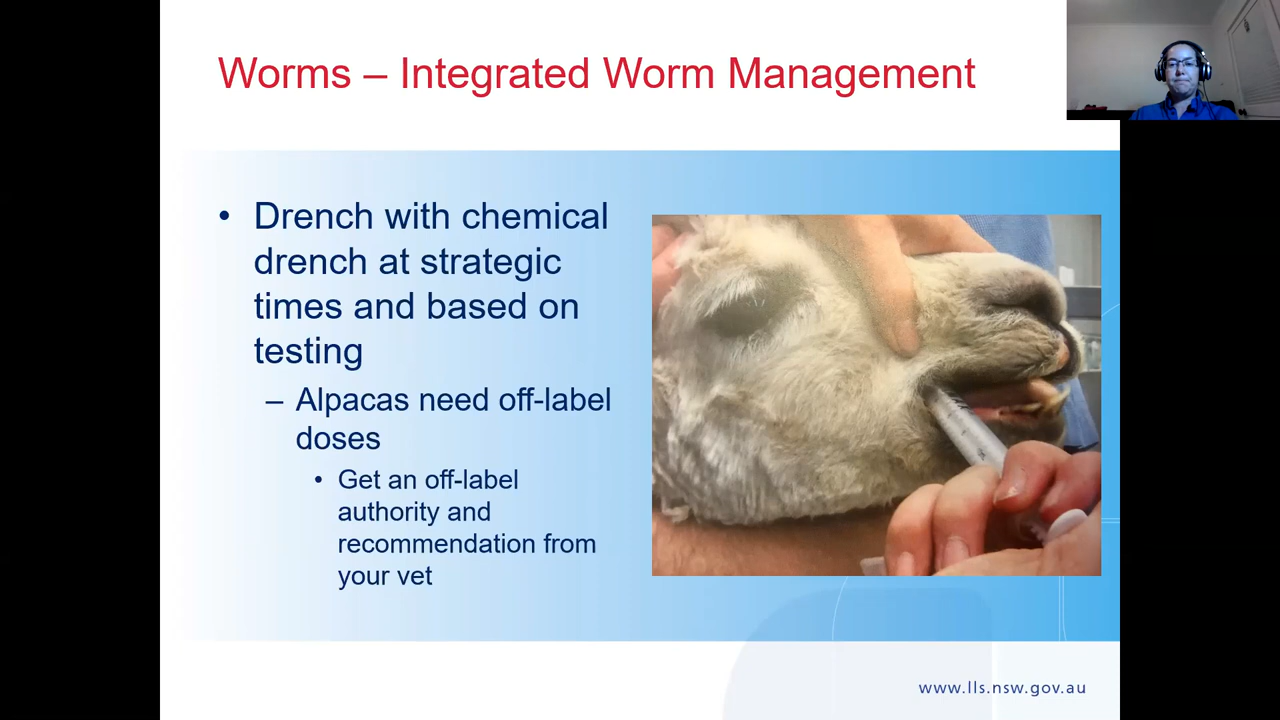 Worms – Integrated Worm Management
• Drench with chemical
drench at strategic
times and based on
testing
– Alpacas need off-label
doses
• Get an off-label
authority and
recommendation from
your vet
www.lls.nsw.gov.au